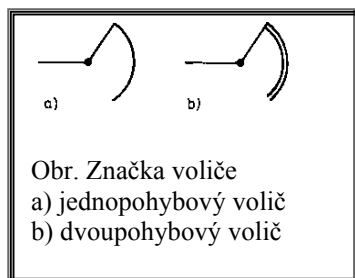 a) b)
Obr. Značka voliče
a) jednopohybový volič
b) dvoupohybový volič